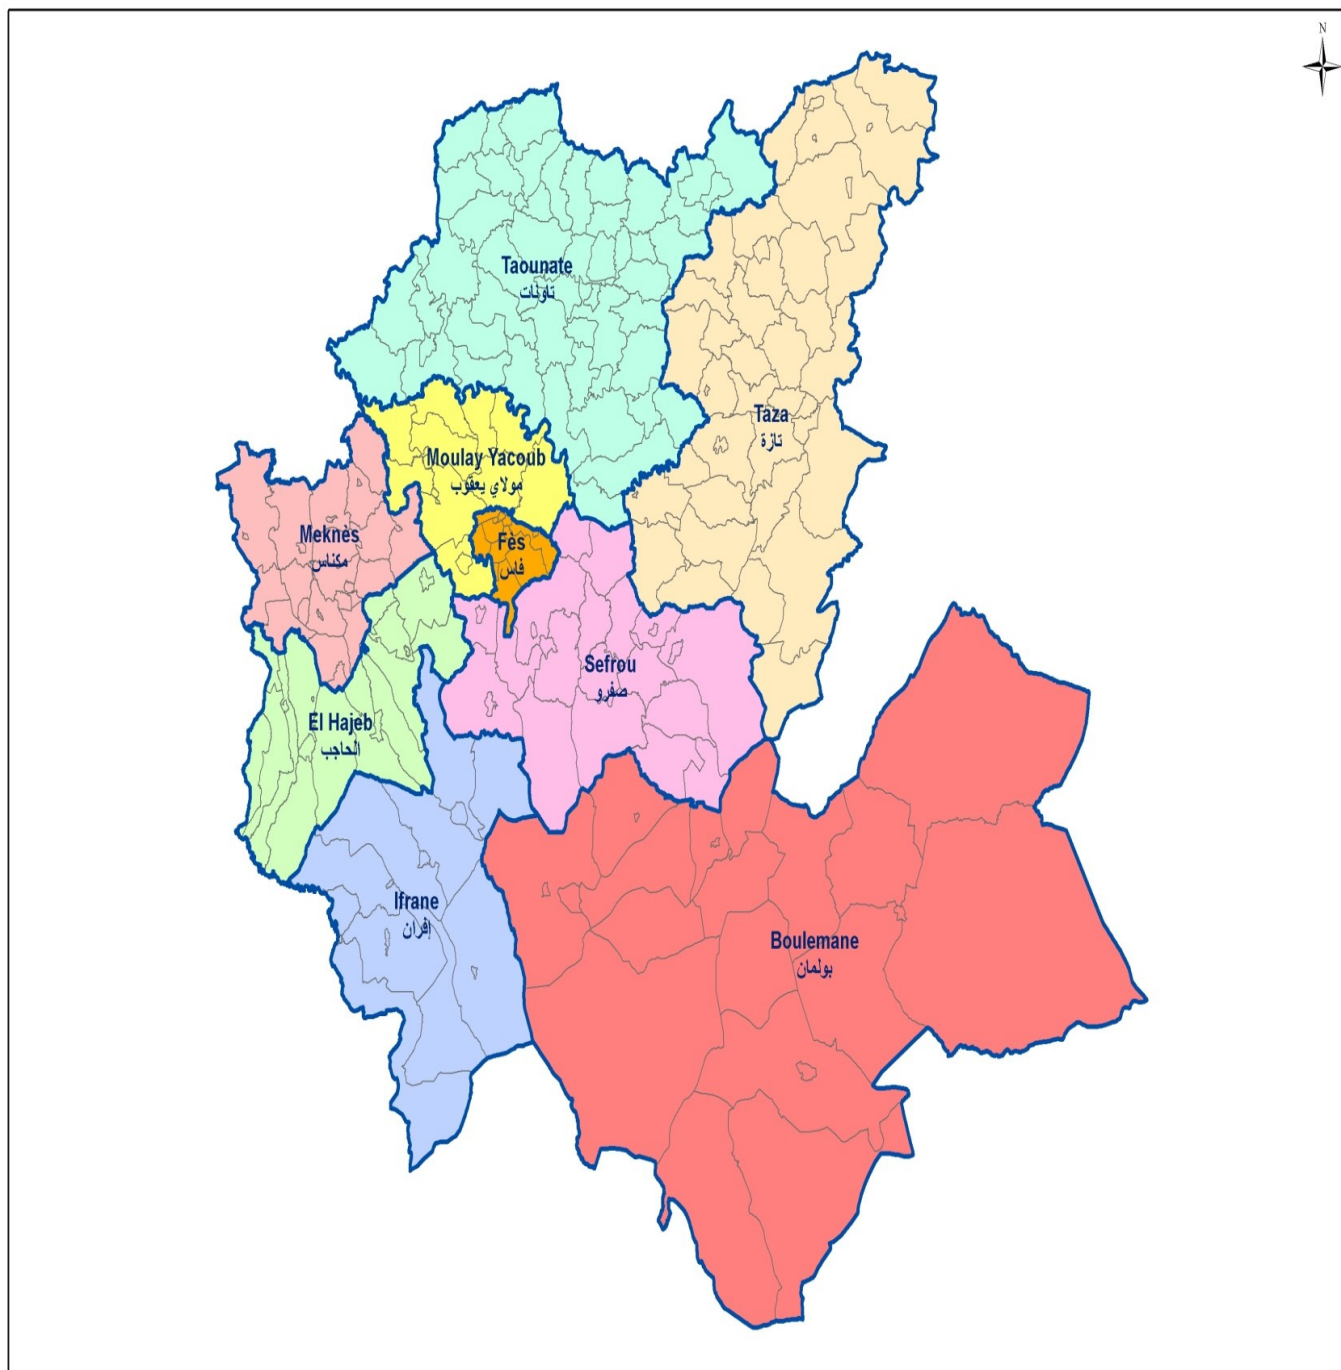 N
Taounate
تاونات
Taza
تازة
Moulay Yacoub
مولاي يعقوب
Meknès
مكناس
Fès
فاس
Sefrou
صفرو
El Hajeb
الحاجب
Ifrane
إفران
Boulemane
بولمان